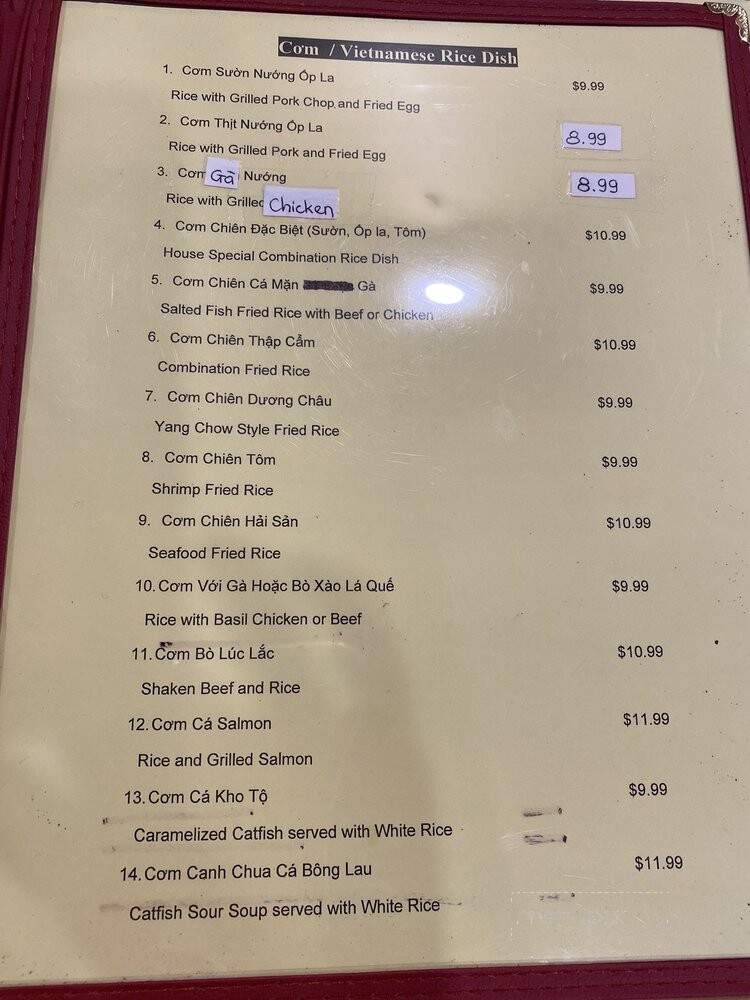 Cơm / Vietnamese Rice Dish
1. Cơm Sườn Nướng Ốp La $9.99
Rice with Grilled Pork Chop and Fried Egg
2. Cơm Thịt Nướng Ốp La 8.99
Rice with Grilled Pork and Fried Egg
3. Cơm Gà Nướng 8.99
Rice with Grilled Chicken
4. Cơm Chiên Đặc Biệt (Sườn, Ốp la, Tôm) $10.99
House Special Combination Rice Dish
5. Cơm Chiên Cá Mặn Gà $9.99
Salted Fish Fried Rice with Beef or Chicken
6. Cơm Chiên Thập Cẩm $10.99
Combination Fried Rice
7. Cơm Chiên Dương Châu $9.99
Yang Chow Style Fried Rice
8. Cơm Chiên Tôm $9.99
Shrimp Fried Rice
9. Cơm Chiên Hải Sản $10.99
Seafood Fried Rice
10. Cơm Với Gà Hoặc Bò Xào Lá Quế $9.99
Rice with Basil Chicken or Beef
11. Cơm Bò Lúc Lắc $10.99
Shaken Beef and Rice
12. Cơm Cá Salmon $11.99
Rice and Grilled Salmon
13. Cơm Cá Kho Tộ $9.99
Caramelized Catfish served with White Rice
14. Cơm Canh Chua Cá Bông Lau $11.99
Catfish Sour Soup served with White Rice